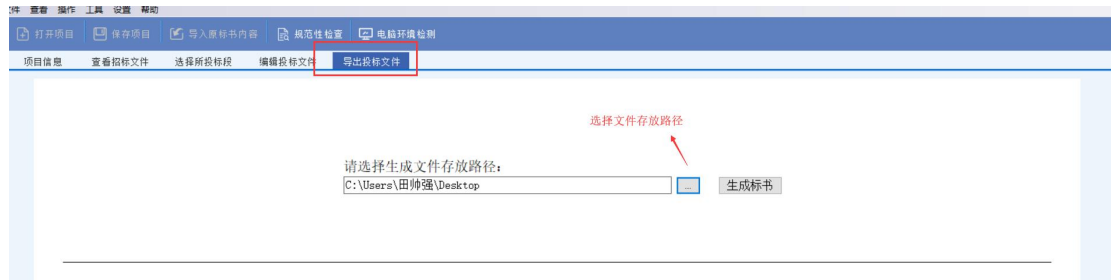 件 查看 操作 工具 设置 帮助
打开项目 保存项目 导入原标书内容 规范性检查 电脑环境检测
项目信息 查看招标文件 选择所投标段 编辑投标文件 导出投标文件
选择文件存放路径
请选择生成文件存放路径：
C:\Users\田帅强\Desktop ... 生成标书